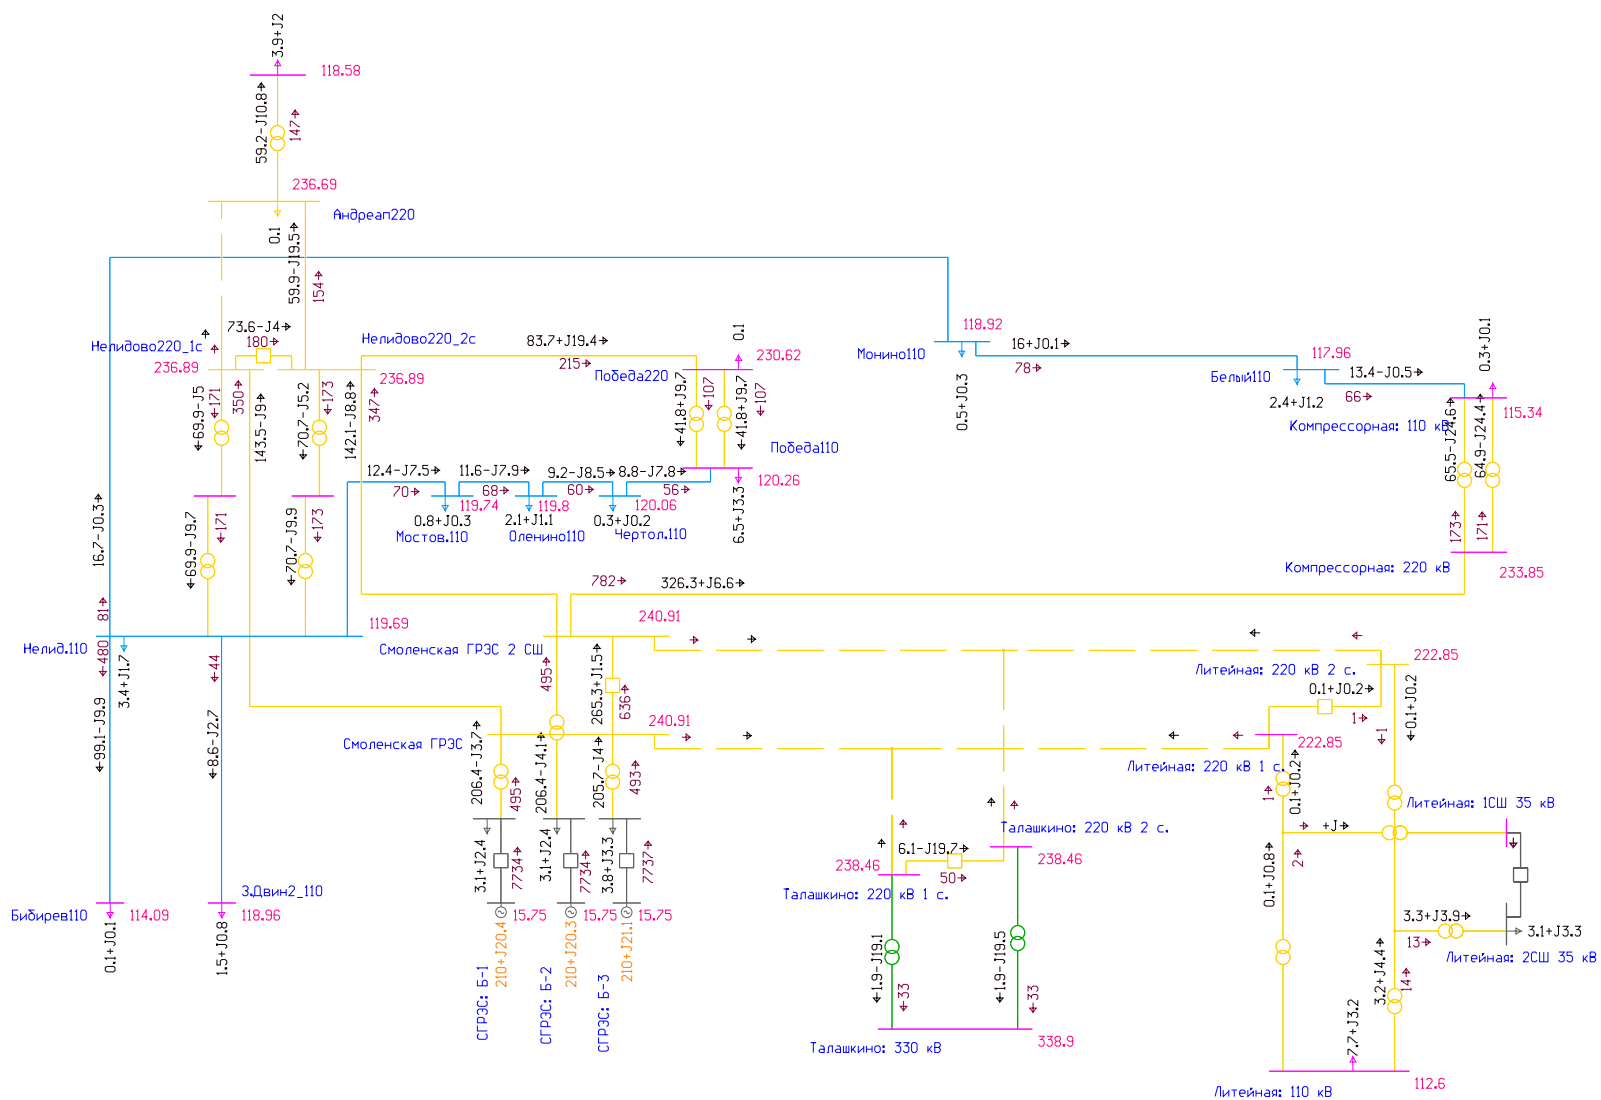 3.9+J2
118.58
59.2-J10.8
147
236.69
Андреап220
0.1
59.9-J19.5
154
73.6-J4
180
Нелидово220_1с
236.89
350
171
69.9-J5
143.5-J9
173
70.7-J5.2
142.1-J8.8
347
Нелидово220_2с
236.89
83.7+J19.4
215
0.1
230.62
Победа220
41.8+J9.7
107
41.8+J9.7
107
Победа110
120.26
6.5+J3.3
118.92
Монино110
16+J0.1
78
0.5+J0.3
117.96
Белый110
2.4+J1.2
13.4-J0.5
66
0.3+J0.1
115.34
Компрессорная: 110 кВ
65.5-J24.6
64.9-J24.4
173
171
Компрессорная: 220 кВ
233.85
12.4-J7.5
70
11.6-J7.9
68
9.2-J8.5
60
8.8-J7.8
56
119.74
119.8
120.06
0.8+J0.3
2.1+J1.1
0.3+J0.2
Мостов.110
Оленино110
Чертол.110
16.7-J0.3
81
69.9-J9.7
171
70.7-J9.9
173
782
326.3+J6.6
119.69
Нелид.110
480
3.4+J1.7
44
99.1-J9.9
8.6-J2.7
Смоленская ГРЭС 2 СШ
240.91
495
265.3+J1.5
636
Смоленская ГРЭС
240.91
206.4-J3.7
495
206.4-J4.1
205.7-J4
493
3.1+J2.4
7734
3.1+J2.4
7734
3.8+J3.3
7737
15.75
15.75
15.75
210+J20.4
210+J20.3
210+J21.1
СГРЭС: Б-1
СГРЭС: Б-2
СГРЭС: Б-3
Бибирев110
114.09
0.1+J0.1
З.Двин2_110
118.96
1.5+J0.8
222.85
Литейная: 220 кВ 2 с.
0.1+J0.2
1
1
0.1+J0.2
222.85
Литейная: 220 кВ 1 с.
0.1+J0.2
1
Литейная: 1СШ 35 кВ
+J
2
0.1+J0.8
3.3+J3.9
13
3.1+J3.3
Литейная: 2СШ 35 кВ
3.2+J4.4
14
7.7+J3.2
112.6
Литейная: 110 кВ
Талашкино: 220 кВ 2 с.
6.1-J19.7
238.46
238.46
50
Талашкино: 220 кВ 1 с.
1.9-J19.1
33
1.9-J19.5
33
338.9
Талашкино: 330 кВ